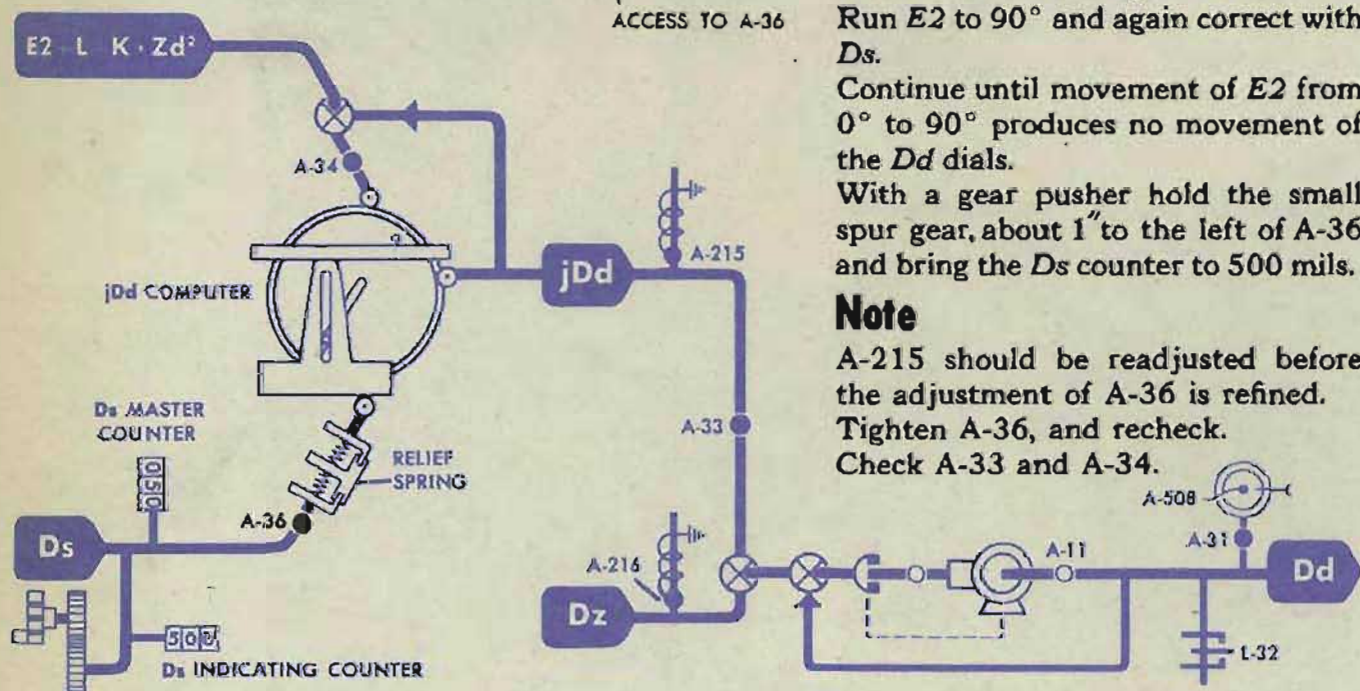 ACCESS TO A-36
Run E2 to 90° and again correct with
Ds.
Continue until movement of E2 from
0° to 90° produces no movement of
the Dd dials.
With a gear pusher hold the small
spur gear, about 1" to the left of A-36
and bring the Ds counter to 500 mils.
Note
A-215 should be readjusted before
the adjustment of A-36 is refined.
Tighten A-36, and recheck.
Check A-33 and A-34.
E2 L K · Zd²
A-34
jDd COMPUTER
jDd
A-215
A-33
Ds MASTER
COUNTER
050
RELIEF
SPRING
A-36
Ds
500
Ds INDICATING COUNTER
A-216
Dz
A-11
A-508
A-31
Dd
L-32